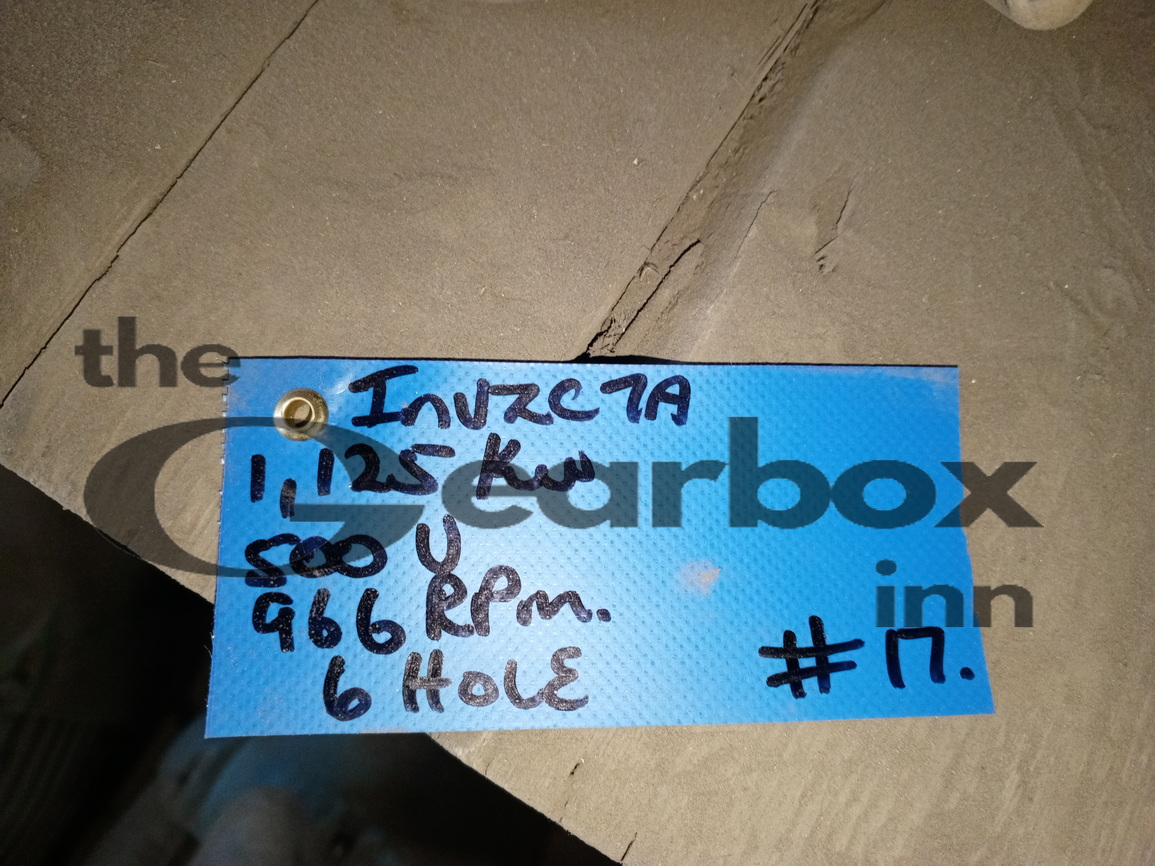 INVZC7A
1,125 KW
500 V
966 RPM.
6 HOLE
#17.
the
Gearbox
inn